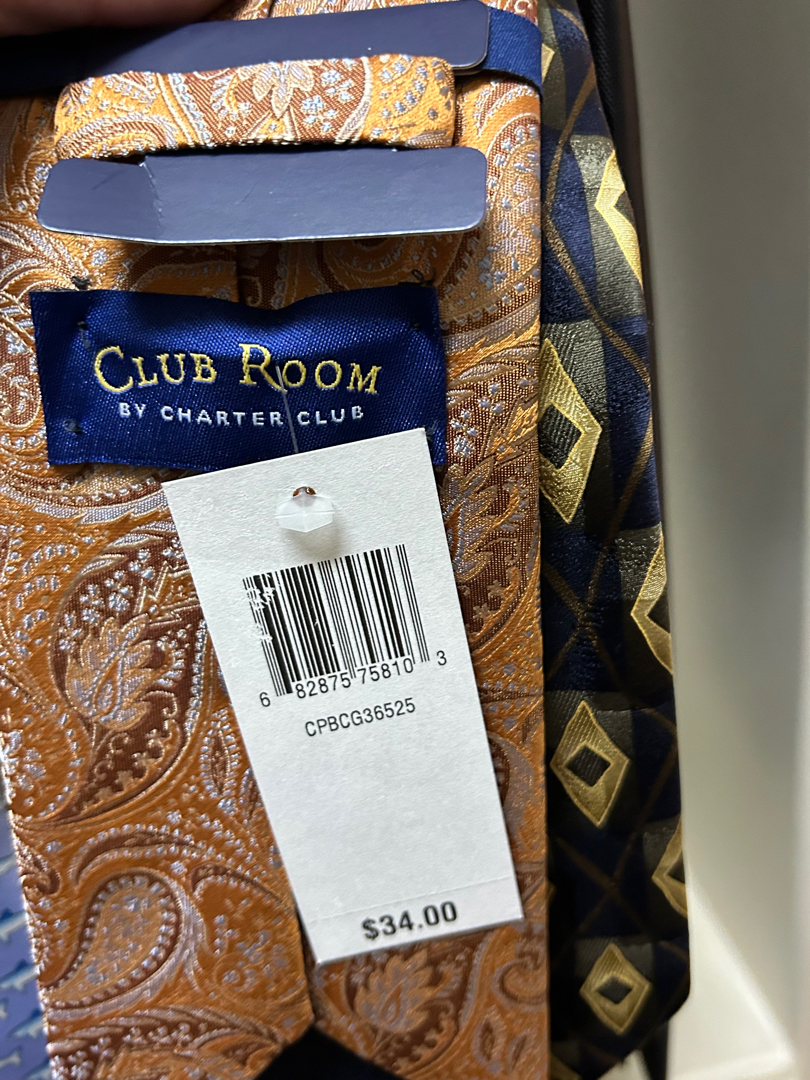 CLUB ROOM
BY CHARTER CLUB
6 82875 75810 3
CPBCG36525
$34.00